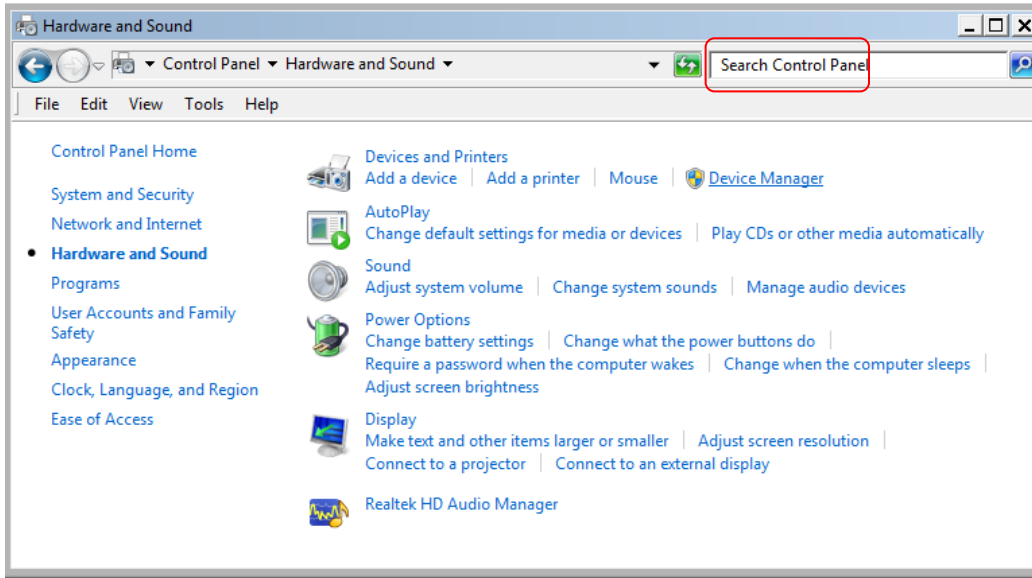 Hardware and Sound
Control Panel Hardware and Sound Search Control Panel
File Edit View Tools Help
Control Panel Home
System and Security
Network and Internet
Hardware and Sound
Programs
User Accounts and Family
Safety
Appearance
Clock, Language, and Region
Ease of Access
Devices and Printers
Add a device Add a printer Mouse Device Manager
AutoPlay
Change default settings for media or devices Play CDs or other media automatically
Sound
Adjust system volume Change system sounds Manage audio devices
Power Options
Change battery settings Change what the power buttons do
Require a password when the computer wakes Change when the computer sleeps
Adjust screen brightness
Display
Make text and other items larger or smaller Adjust screen resolution
Connect to a projector Connect to an external display
Realtek HD Audio Manager